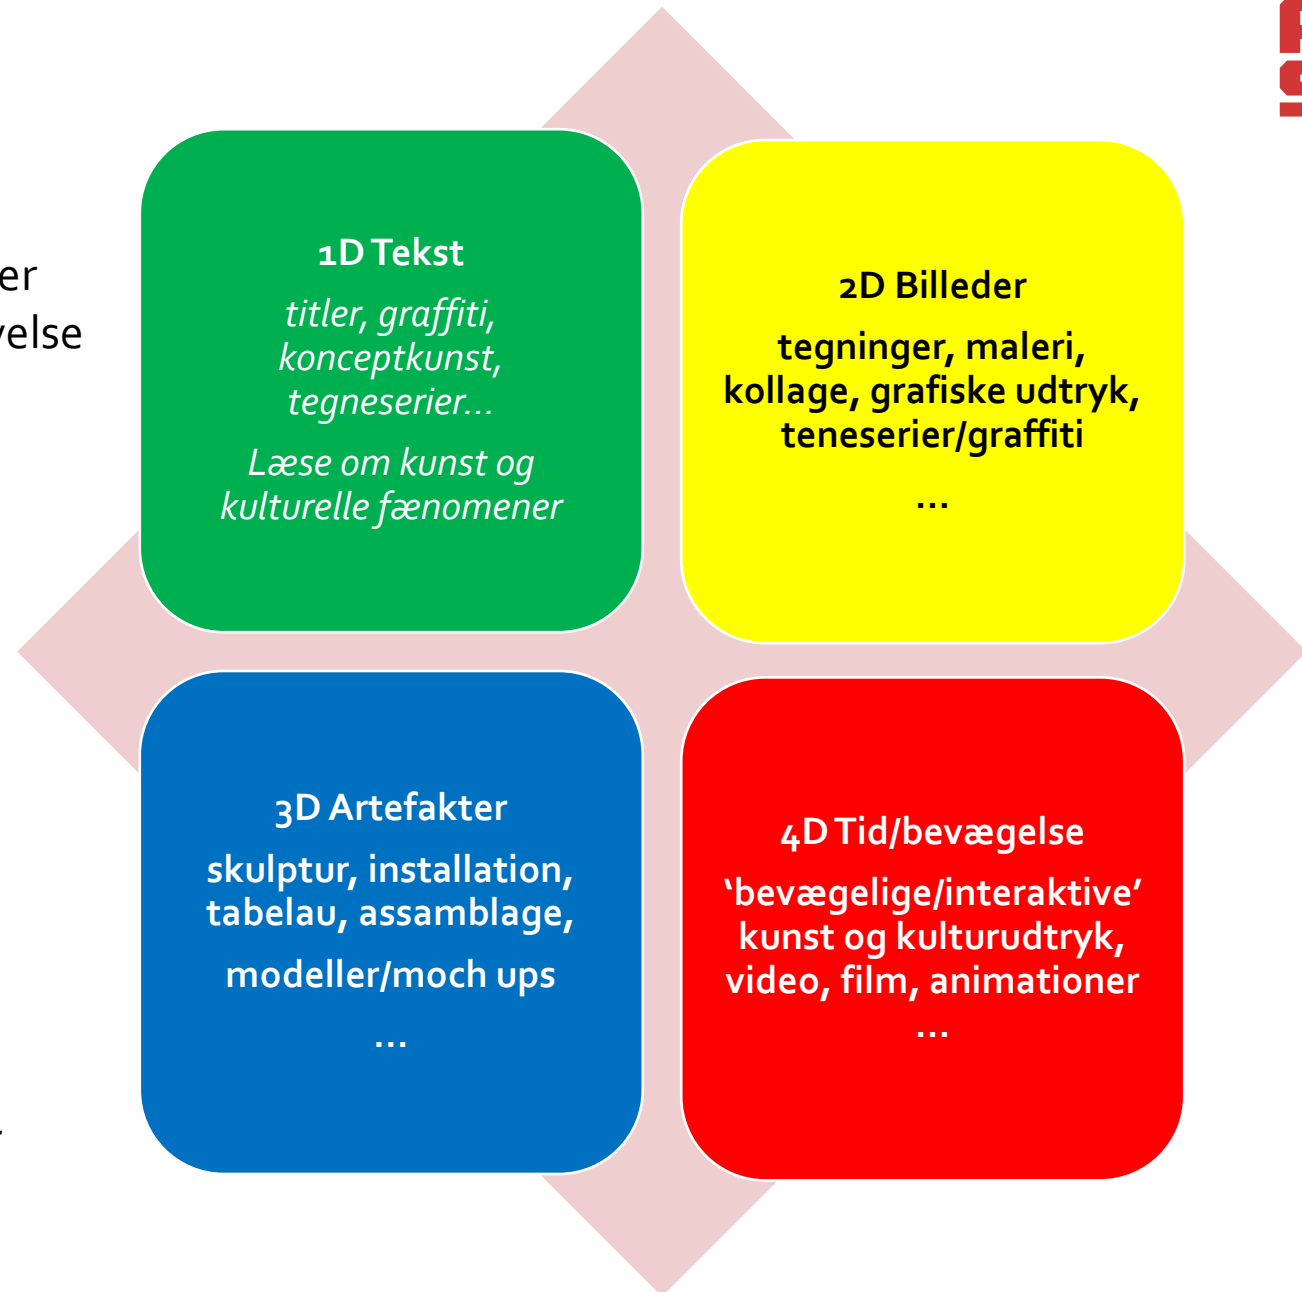 er
velse
1D Tekst
titler, graffiti,
konceptkunst,
tegneserier...
Læse om kunst og
kulturelle fænomener
2D Billeder
tegninger, maleri,
kollage, grafiske udtryk,
teneserier/graffiti
...
3D Artefakter
skulptur, installation,
tabelau, assamblage,
modeller/moch ups
...
4D Tid/bevægelse
‘bevægelige/interaktive’
kunst og kulturudtryk,
video, film, animationer
...